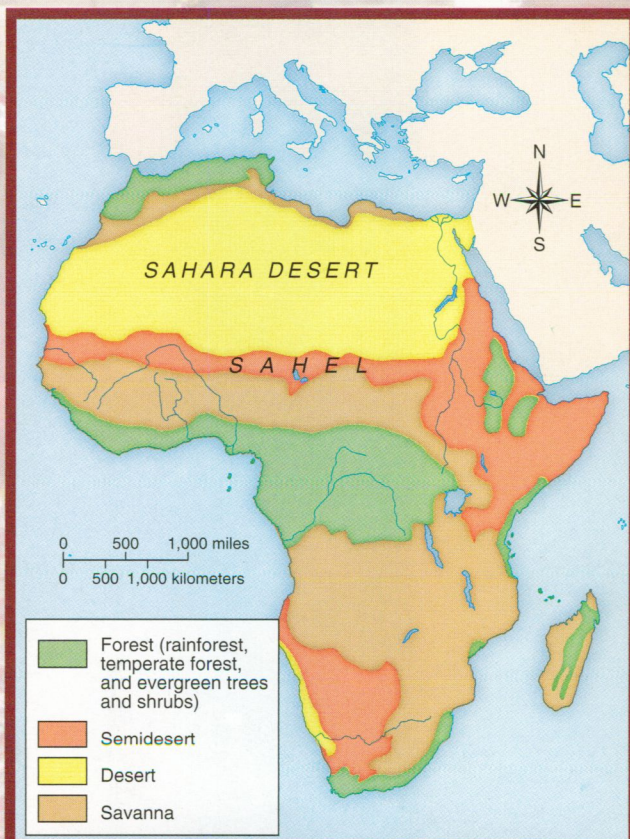 N
W E
S
SAHARA DESERT
SAHEL
0 500 1,000 miles
0 500 1,000 kilometers
Forest (rainforest,
temperate forest,
and evergreen trees
and shrubs)
Semidesert
Desert
Savanna